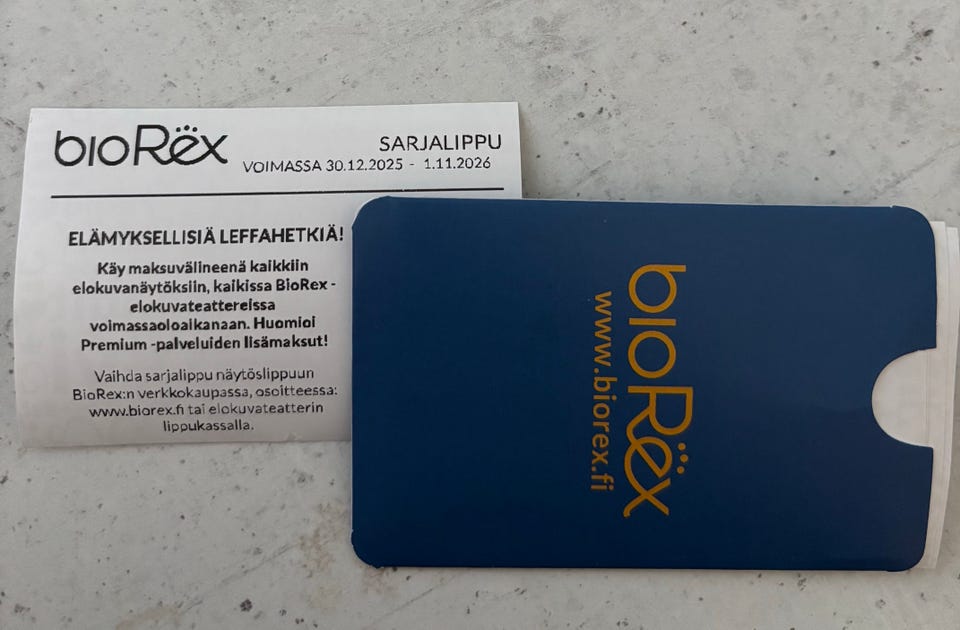 bioRëx
SARJALIPPU
VOIMASSA 30.12.2025 - 1.11.2026
ELÄMYKSELLISIÄ LEFFAHETKIÄ!
Käy maksuvälineenä kaikkiin
elokuvanäytöksiin, kaikissa BioRex -
elokuvateattereissa
voimassaoloaikanaan. Huomioi
Premium -palveluiden lisämaksut!
Vaihda sarjalippu näytöslippuun
BioRex:n verkkokaupassa, osoitteessa:
www.biorex.fi tai elokuvateatterin
lippukassalla.
bioRëx
www.biorex.fi